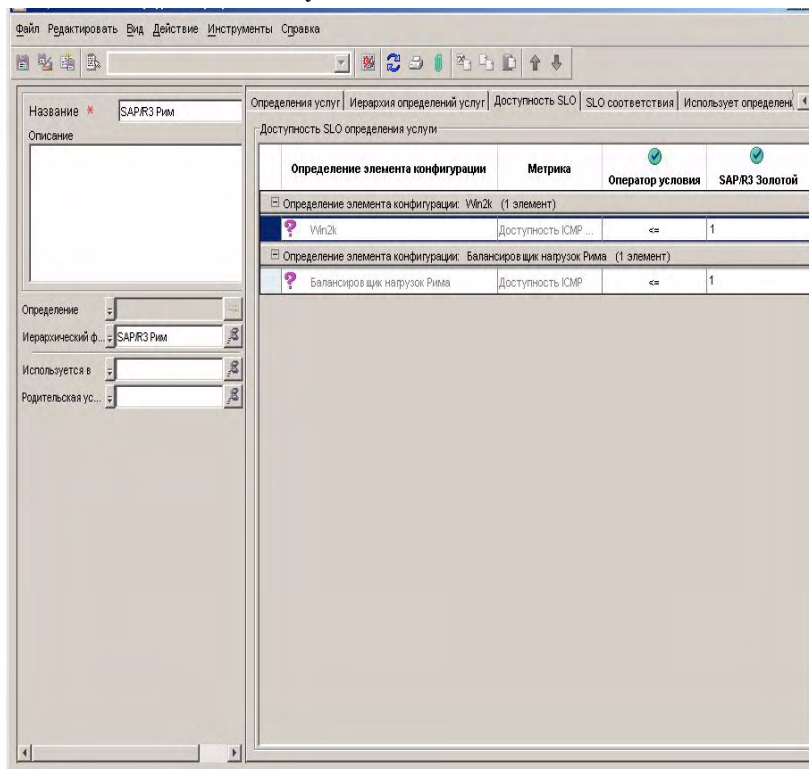 Файл Редактировать Вид Действие Инструменты Справка
Название * SAP/R3 Рим
Описание
Определение
Иерархический ф... SAP/R3 Рим
Используется в
Родительская ус...
Определения услуг Иерархия определений услуг Доступность SLO SLO соответствия Использует определени
Доступность SLO определения услуги
Определение элемента конфигурации Метрика Оператор условия SAP/R3 Золотой
Определение элемента конфигурации: Win2k (1 элемент)
Win2k Доступность ICMP ... <= 1
Определение элемента конфигурации: Балансировщик нагрузок Рима (1 элемент)
Балансировщик нагрузок Рима Доступность ICMP <= 1